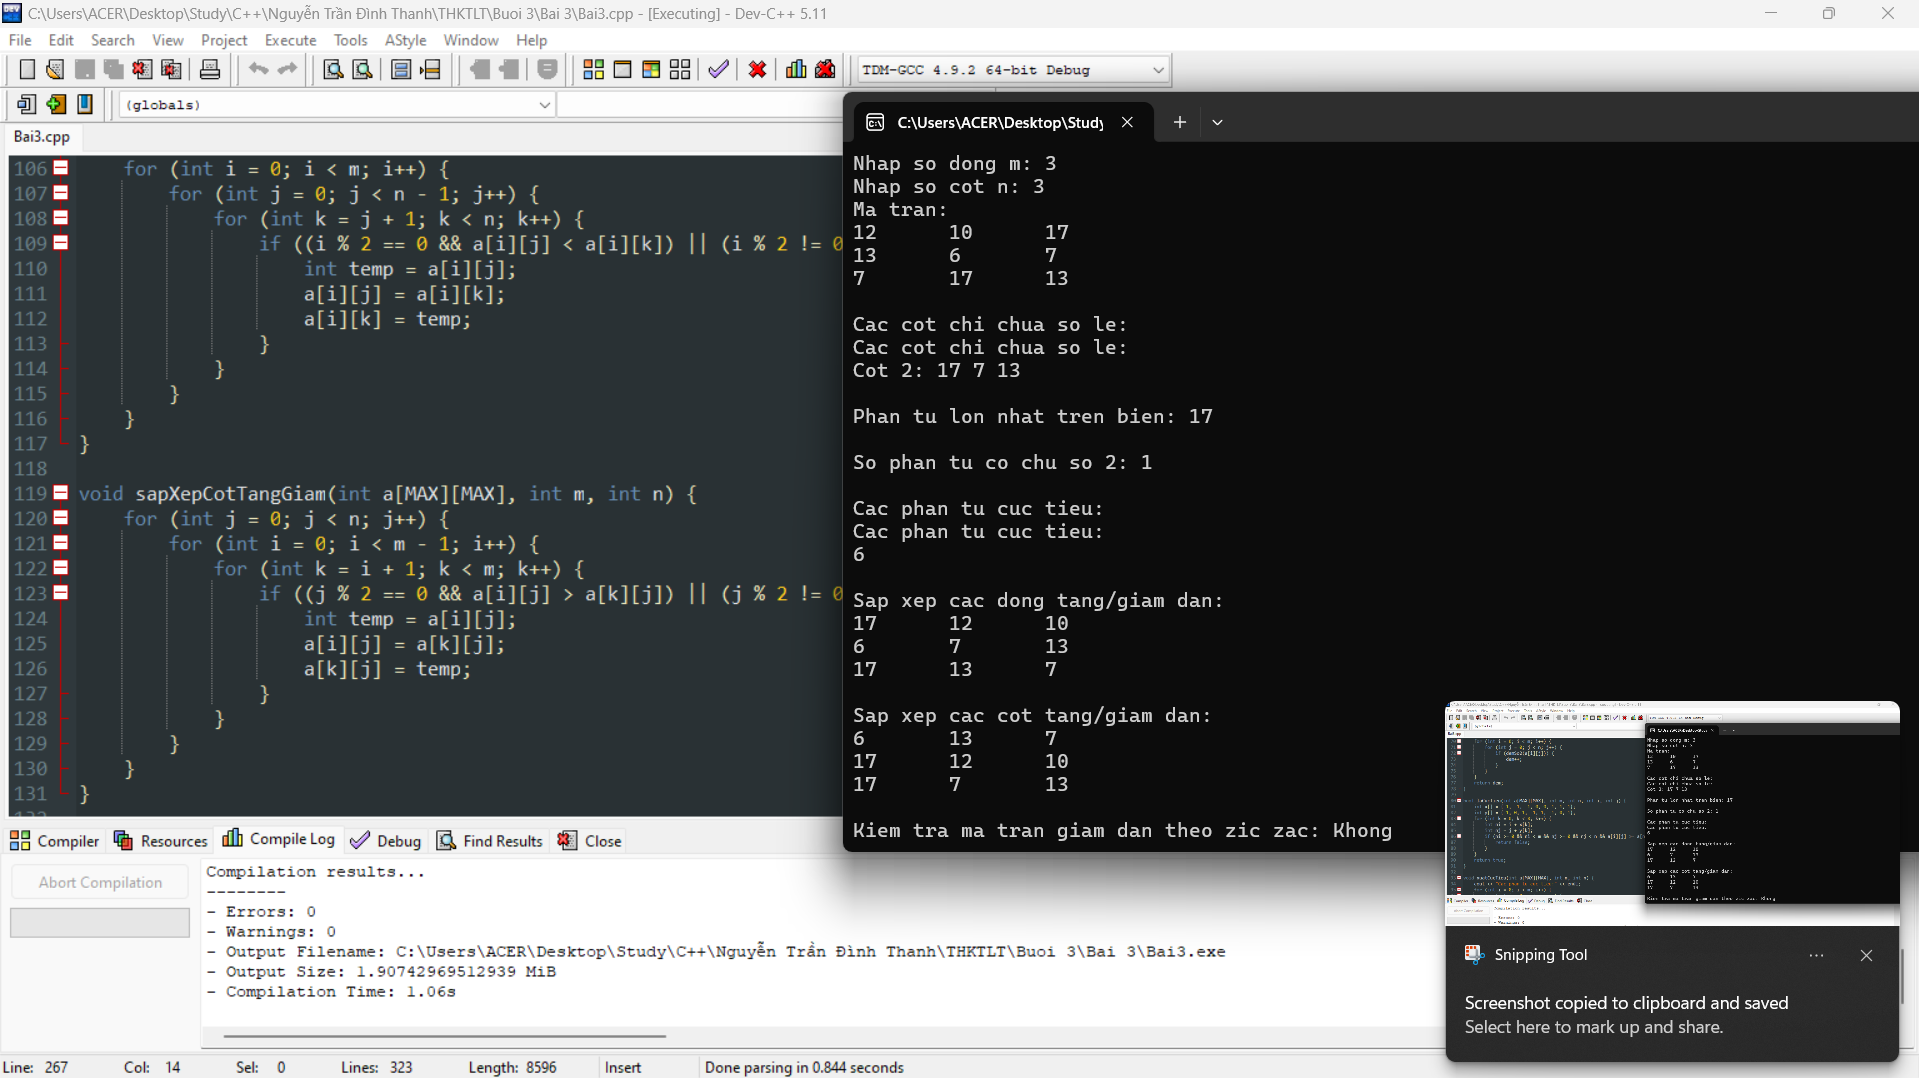 C:\Users\ACER\Desktop\Study\C++\Nguyễn Trần Đình Thanh\THKTLT\Buoi 3\Bai 3\Bai3.cpp - [Executing] - Dev-C++ 5.11
File Edit Search View Project Execute Tools AStyle Window Help
TDM-GCC 4.9.2 64-bit Debug
(globals)
Bai3.cpp
106 for (int i = 0; i < m; i++) {
107 for (int j = 0; j < n - 1; j++) {
108 for (int k = j + 1; k < n; k++) {
109 if ((i % 2 == 0 && a[i][j] < a[i][k]) || (i % 2 != 0
110 int temp = a[i][j];
111 a[i][j] = a[i][k];
112 a[i][k] = temp;
113 }
114 }
115 }
116 }
117 }
118
119 void sapXepCotTangGiam(int a[MAX][MAX], int m, int n) {
120 for (int j = 0; j < n; j++) {
121 for (int i = 0; i < m - 1; i++) {
122 for (int k = i + 1; k < m; k++) {
123 if ((j % 2 == 0 && a[i][j] > a[k][j]) || (j % 2 != 0
124 int temp = a[i][j];
125 a[i][j] = a[k][j];
126 a[k][j] = temp;
127 }
128 }
129 }
130 }
131 }
C:\Users\ACER\Desktop\Study
Nhap so dong m: 3
Nhap so cot n: 3
Ma tran:
12 10 17
13 6 7
7 17 13
Cac cot chi chua so le:
Cac cot chi chua so le:
Cot 2: 17 7 13
Phan tu lon nhat tren bien: 17
So phan tu co chu so 2: 1
Cac phan tu cuc tieu:
Cac phan tu cuc tieu:
6
Sap xep cac dong tang/giam dan:
17 12 10
6 7 13
17 13 7
Sap xep cac cot tang/giam dan:
6 13 7
17 12 10
17 7 13
Kiem tra ma tran giam dan theo zic zac: Khong
Compiler Resources Compile Log Debug Find Results Close
Abort Compilation
Compilation results...
--------
- Errors: 0
- Warnings: 0
- Output Filename: C:\Users\ACER\Desktop\Study\C++\Nguyễn Trần Đình Thanh\THKTLT\Buoi 3\Bai 3\Bai3.exe
- Output Size: 1.90742969512939 MiB
- Compilation Time: 1.06s
Snipping Tool
Screenshot copied to clipboard and saved
Select here to mark up and share.
Line: 267 Col: 14 Sel: 0 Lines: 323 Length: 8596 Insert Done parsing in 0.844 seconds